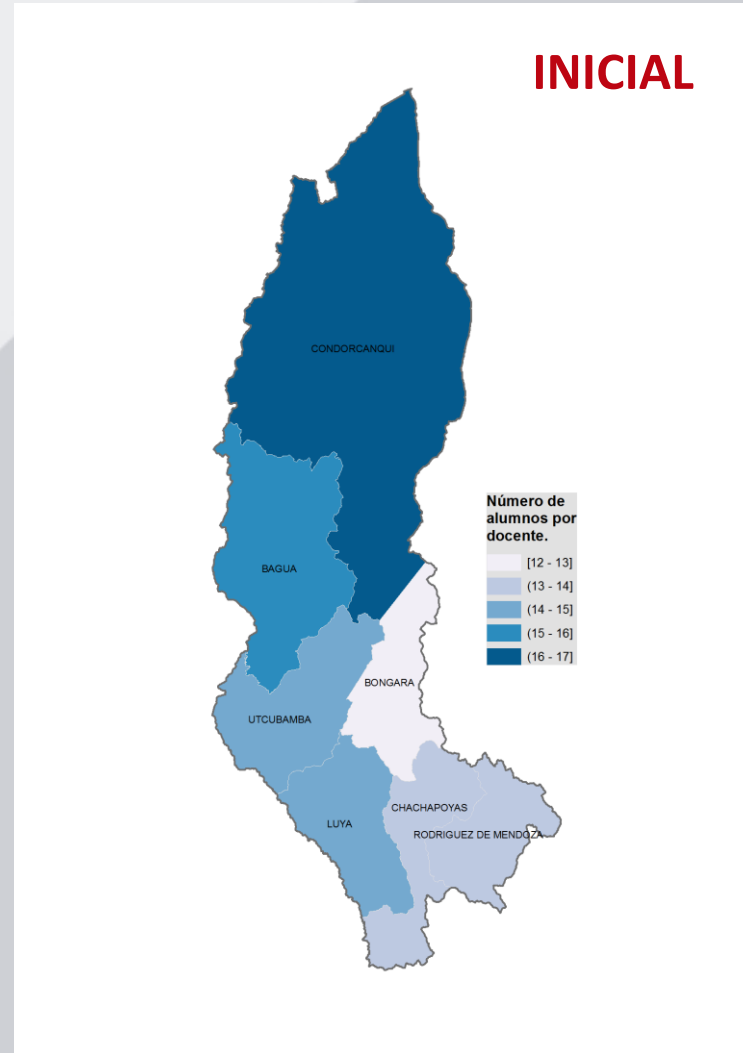 INICIAL
CONDORCANQUI
Número de
alumnos por
docente.
[12 - 13]
(13 - 14]
(14 - 15]
(15 - 16]
(16 - 17]
BAGUA
BONGARA
UTCUBAMBA
CHACHAPOYAS
LUYA
RODRIGUEZ DE MENDOZA